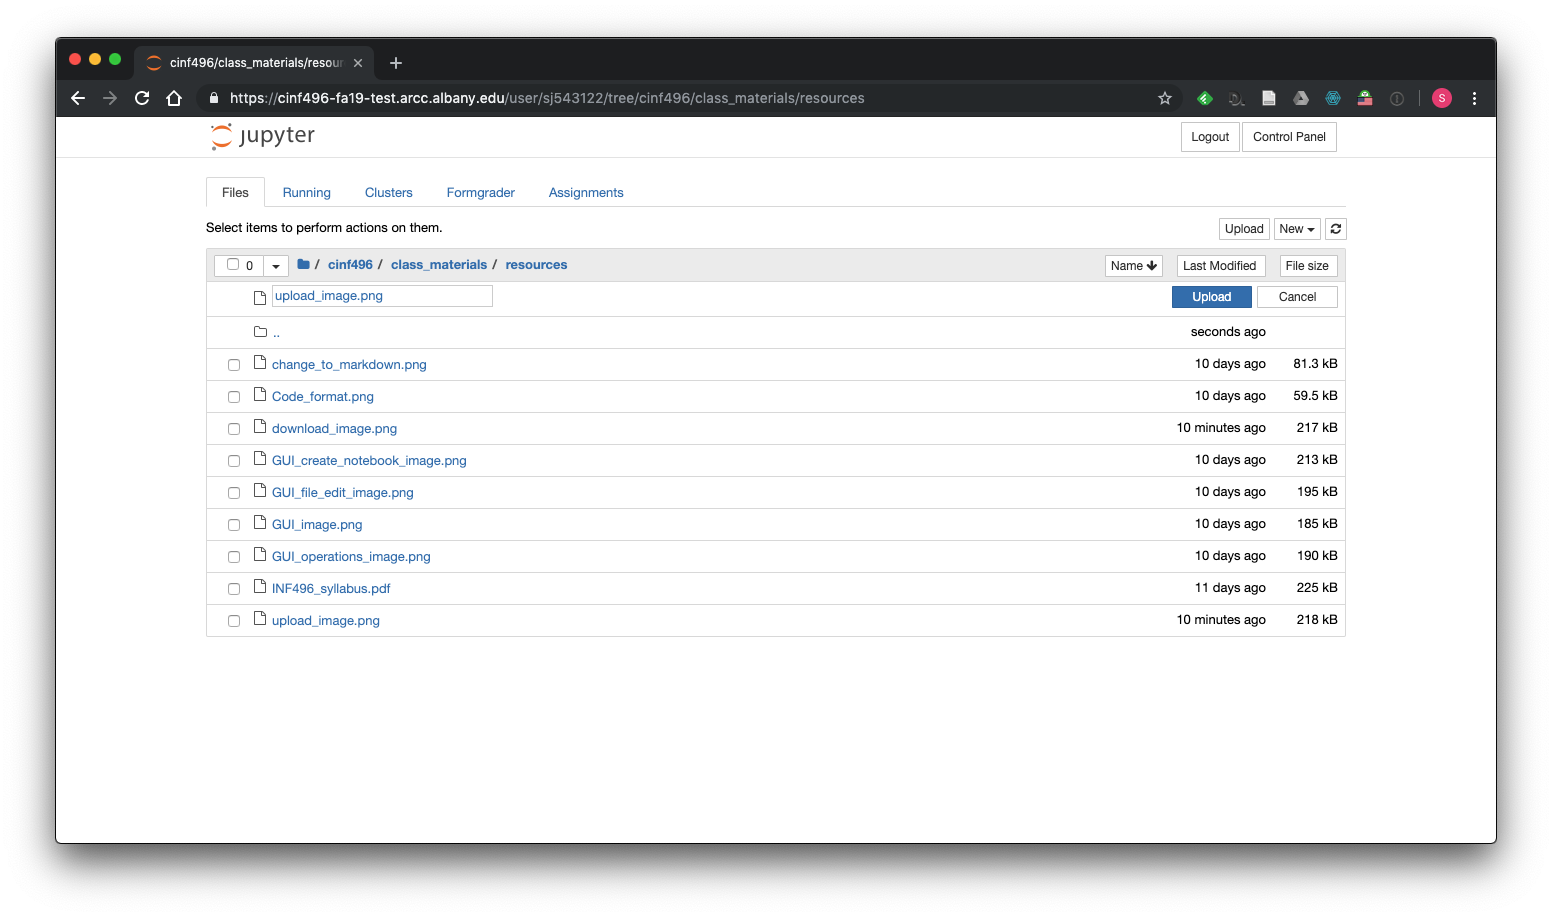 cinf496/class_materials/resour
https://cinf496-fa19-test.arcc.albany.edu/user/sj543122/tree/cinf496/class_materials/resources
S
jupyter
Logout Control Panel
Files Running Clusters Formgrader Assignments
Select items to perform actions on them.
Upload New
0 / cinf496 / class_materials / resources Name Last Modified File size
upload_image.png Upload Cancel
.. seconds ago
change_to_markdown.png 10 days ago 81.3 kB
Code_format.png 10 days ago 59.5 kB
download_image.png 10 minutes ago 217 kB
GUI_create_notebook_image.png 10 days ago 213 kB
GUI_file_edit_image.png 10 days ago 195 kB
GUI_image.png 10 days ago 185 kB
GUI_operations_image.png 10 days ago 190 kB
INF496_syllabus.pdf 11 days ago 225 kB
upload_image.png 10 minutes ago 218 kB